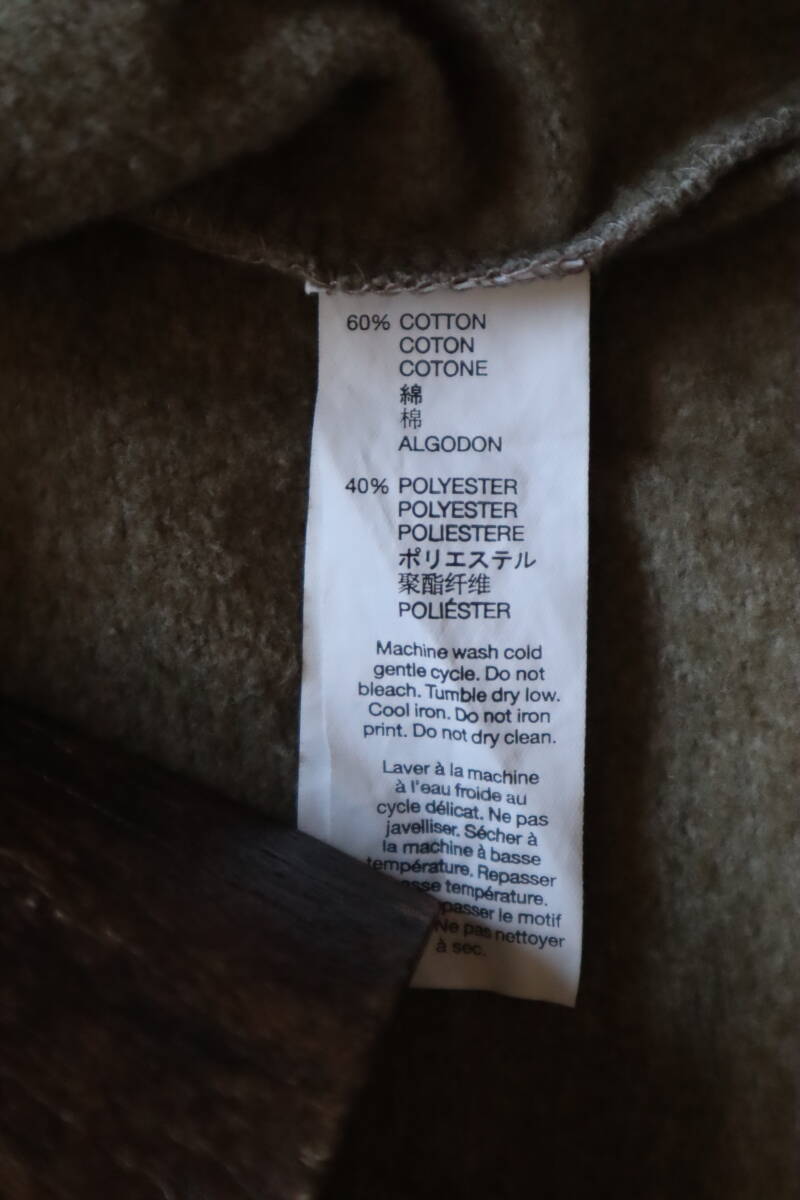 60% COTTON
COTON
COTONE
綿
棉
ALGODON
40% POLYESTER
POLYESTER
POLIESTERE
ポリエステル
聚酯纤维
POLIÉSTER
Machine wash cold
gentle cycle. Do not
bleach. Tumble dry low.
Cool iron. Do not iron
print. Do not dry clean.
Laver à la machine
à l'eau froide au
cycle délicat. Ne pas
javelliser. Sécher à
la machine à basse
température. Repasser
température.
le motif
Ne pas nettoyer
à sec.